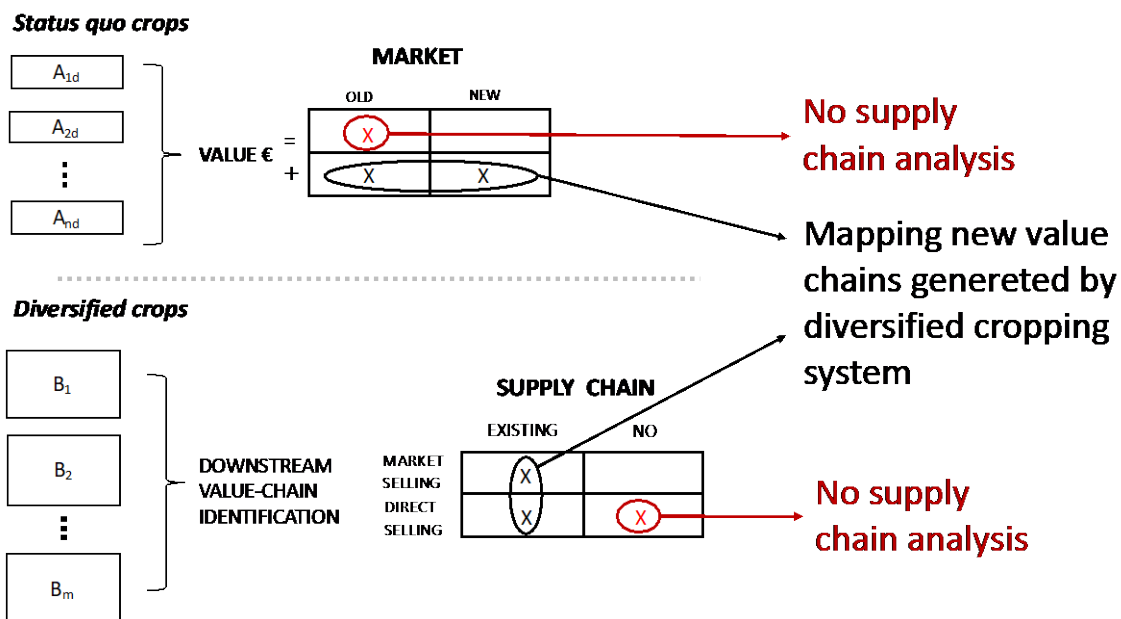 Status quo crops
A1d
A2d
And
VALUE €
=
+
MARKET
OLD NEW
X
X X
No supply
chain analysis
Mapping new value
chains genereted by
diversified cropping
system
Diversified crops
B1
B2
Bm
DOWNSTREAM
VALUE-CHAIN
IDENTIFICATION
SUPPLY CHAIN
EXISTING NO
MARKET
SELLING
X
DIRECT
SELLING
X X
No supply
chain analysis